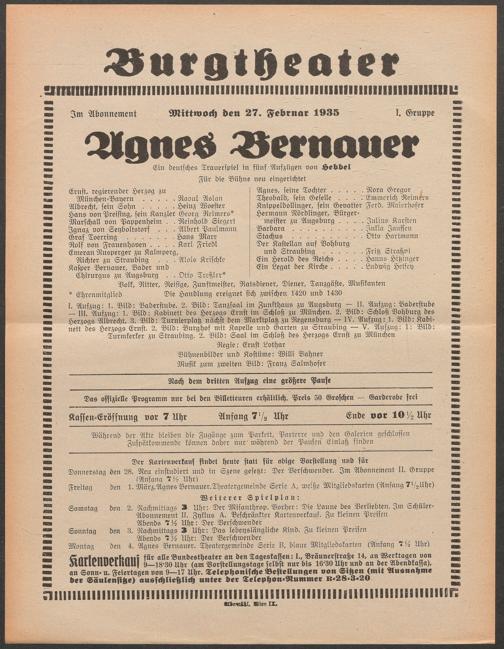 Burgtheater
Im Abonnement Mittwoch den 27. Februar 1935 I. Gruppe
Agnes Bernauer
Ein deutsches Trauerspiel in fünf Aufzügen von Hebbel
Für die Bühne neu eingerichtet
Ernst, regierender Herzog zu
München-Bayern . . . . . Raoul Aslan
Albrecht, sein Sohn . . . . Heinz Woester
Hans von Preising, sein Kanzler Georg Reimers*
Marschall von Pappenheim . Reinhold Siegert
Ignaz von Seyboltstorf . . Albert Paulmann
Graf Toerring . . . . . . Hans Marr
Rolf von Frauenhoven . . . Karl Friedl
Emeran Nusperger zu Kalmperg,
Richter zu Straubing . . . Alois Krischke
Kaspar Bernauer, Bader und
Chirurgus zu Augsburg . . Otto Treßler*
Agnes, seine Tochter . . . . . Nora Gregor
Theobald, sein Geselle . . . . Emmerich Reimers
Knippeldollinger, sein Gevatter Ferd. Maierhofer
Hermann Nördlinger, Bürger-
meister zu Augsburg . . . . Julius Karsten
Barbara . . . . . . Julia Janssen
Stachus . . . . . . Otto Hartmann
Der Kastellan auf Vohburg
und Straubing . . . . Fritz Straßni
Ein Herold des Reichs . . . Hanns Hitzinger
Ein Legat der Kirche . . . Ludwig Hettey
Volk, Ritter, Reisige, Zunftmeister, Ratsdiener, Diener, Tanzgäste, Musikanten
* Ehrenmitglied Die Handlung ereignet sich zwischen 1420 und 1430
I. Aufzug: 1. Bild: Baderstube. 2. Bild: Tanzsaal im Zunfthaus zu Augsburg — II. Aufzug: Baderstube
— III. Aufzug: 1. Bild: Kabinett des Herzogs Ernst im Schloß zu München. 2. Bild: Schloß Vohburg des
Herzogs Albrecht. 3. Bild: Turnierplatz nächst dem Marktplatz zu Regensburg — IV. Aufzug: 1. Bild: Kabi-
nett des Herzogs Ernst. 2. Bild: Burghof mit Kapelle und Garten zu Straubing — V. Aufzug: 1. Bild:
Turmkerker zu Straubing. 2. Bild: Saal im Schloß des Herzogs Ernst zu München
Regie: Ernst Lothar
Bühnenbilder und Kostüme: Willi Bahner
Musik zum zweiten Bild: Franz Salmhofer
Nach dem dritten Aufzug eine größere Pause
Das offizielle Programm nur bei den Billetteuren erhältlich. Preis 50 Groschen — Garderobe frei
Kassen-Eröffnung vor 7 Uhr Anfang 7½ Uhr Ende vor 10½ Uhr
Während der Akte bleiben die Zugänge zum Parkett, Parterre und den Galerien geschlossen
Zuspätkommende können daher nur während der Pausen Einlaß finden
Der Kartenverkauf findet heute statt für obige Vorstellung und für
Donnerstag den 28. Neu einstudiert und in Szene gesetzt: Der Verschwender. Im Abonnement II. Gruppe
(Anfang 7½ Uhr)
Freitag den 1. März. Agnes Bernauer. Theatergemeinde Serie A, weiße Mitgliedskarten (Anfang 7½ Uhr)
Weiterer Spielplan:
Samstag den 2. Nachmittags 3 Uhr: Der Misanthrop. Vorher: Die Laune des Verliebten. Im Schüler-
Abonnement II. Zyklus A. Beschränkter Kartenverkauf. Zu kleinen Preisen
Abends 7½ Uhr: Der Verschwender
Sonntag den 3. Nachmittags 3 Uhr: Das lebenslängliche Kind. Zu kleinen Preisen
Abends 7½ Uhr: Der Verschwender
Montag den 4. Agnes Bernauer. Theatergemeinde Serie B, blaue Mitgliedskarten (Anfang 7½ Uhr)
Kartenverkauf für alle Bundestheater an den Tageskassen: I., Bräunerstraße 14, an Werktagen von
9—18'30 Uhr (am Vorstellungstag selbst nur bis 16'30 Uhr und an der Abendkassa),
an Sonn- u. Feiertagen von 9—17 Uhr. Telephonische Bestellungen von Sitzen (mit Ausnahme
der Säulensitze) ausschließlich unter der Telephon-Nummer R-28-3-20